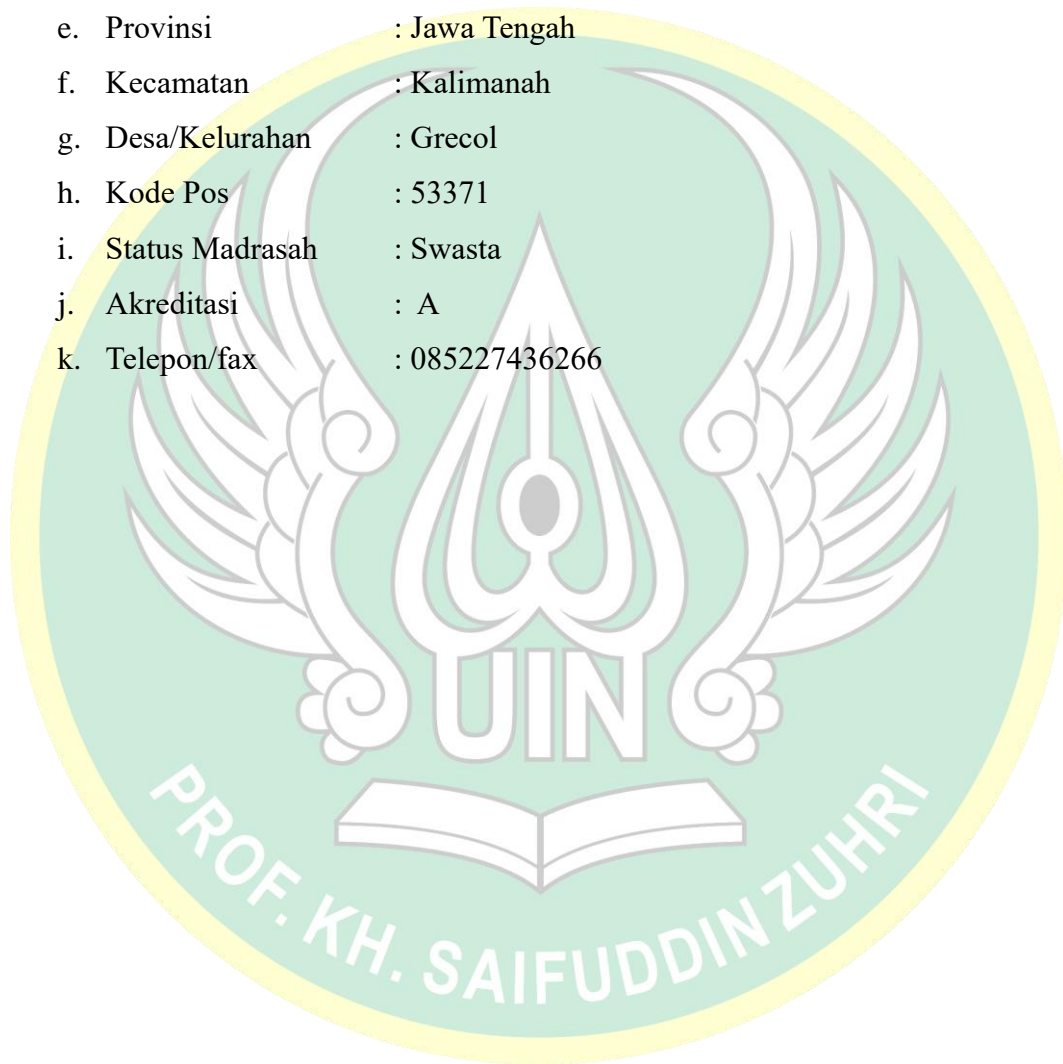 e. Provinsi : Jawa Tengah
f. Kecamatan : Kalimanah
g. Desa/Kelurahan : Grecol
h. Kode Pos : 53371
i. Status Madrasah : Swasta
j. Akreditasi : A
k. Telepon/fax : 085227436266
UIN
PROF. KH. SAIFUDDIN ZUHRI